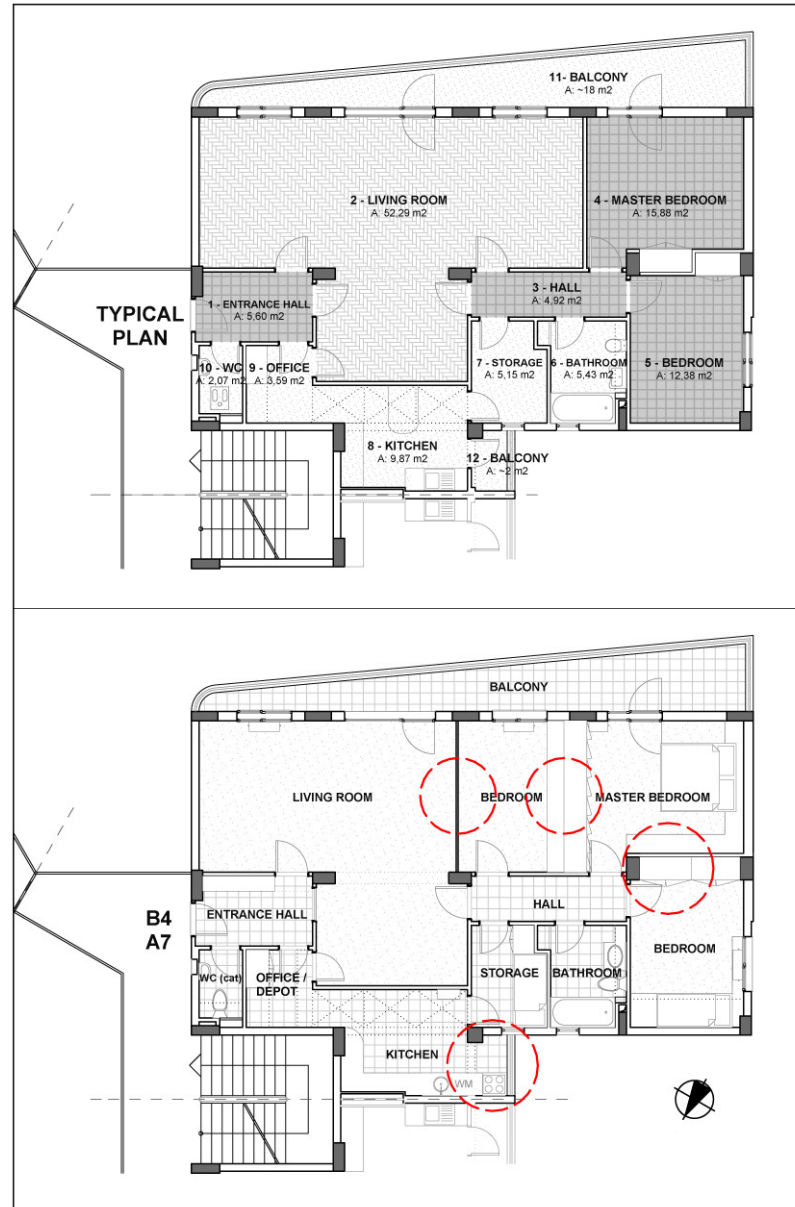 11- BALCONY
A: ~18 m2
2 - LIVING ROOM
A: 52,29 m2
4 - MASTER BEDROOM
A: 15,88 m2
3 - HALL
A: 4,92 m2
1 - ENTRANCE HALL
A: 5,60 m2
TYPICAL
PLAN
10 - WC
A: 2,07 m2
9 - OFFICE
A: 3,59 m2
7 - STORAGE
A: 5,15 m2
6 - BATHROOM
A: 5,43 m2
5 - BEDROOM
A: 12,38 m2
8 - KITCHEN
A: 9,87 m2
12 - BALCONY
A: ~2 m2
BALCONY
LIVING ROOM
BEDROOM
MASTER BEDROOM
HALL
ENTRANCE HALL
B4
A7
BEDROOM
WC (cat)
OFFICE /
DEPOT
STORAGE
BATHROOM
KITCHEN
WM